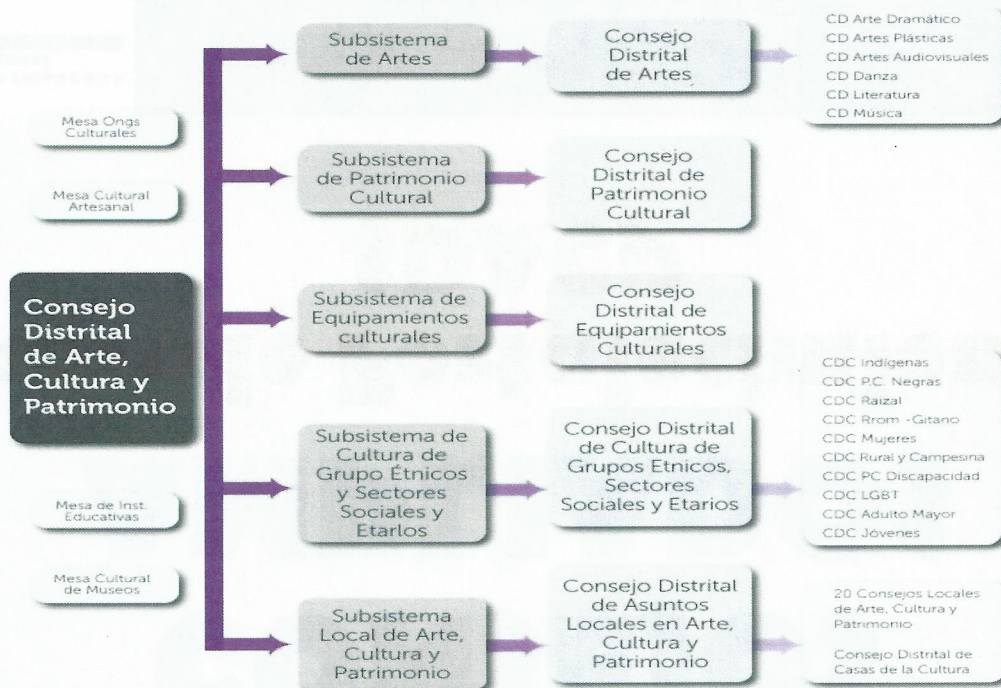 Mesa Ongs
Culturales
Mesa Cultural
Artesanal
Consejo
Distrital
de Arte,
Cultura y
Patrimonio
Mesa de Inst.
Educativas
Mesa Cultural
de Museos
Subsistema
de Artes
Consejo
Distrital
de Artes
CD Arte Dramático
CD Artes Plásticas
CD Artes Audiovisuales
CD Danza
CD Literatura
CD Música
Subsistema
de Patrimonio
Cultural
Consejo
Distrital de
Patrimonio
Cultural
Subsistema de
Equipamientos
culturales
Consejo
Distrital de
Equipamientos
Culturales
Subsistema de
Cultura de
Grupo Étnicos
y Sectores
Sociales y
Etarlos
Consejo Distrital
de Cultura de
Grupos Etnicos,
Sectores
Sociales y Etarios
CDC Indígenas
CDC P.C. Negras
CDC Raizal
CDC Rrom -Gitano
CDC Mujeres
CDC Rural y Campesina
CDC PC Discapacidad
CDC LGBT
CDC Adulto Mayor
CDC Jóvenes
Subsistema
Local de Arte,
Cultura y
Patrimonio
Consejo Distrital
de Asuntos
Locales en Arte,
Cultura y
Patrimonio
20 Consejos Locales
de Arte, Cultura y
Patrimonio
Consejo Distrital de
Casas de la Cultura